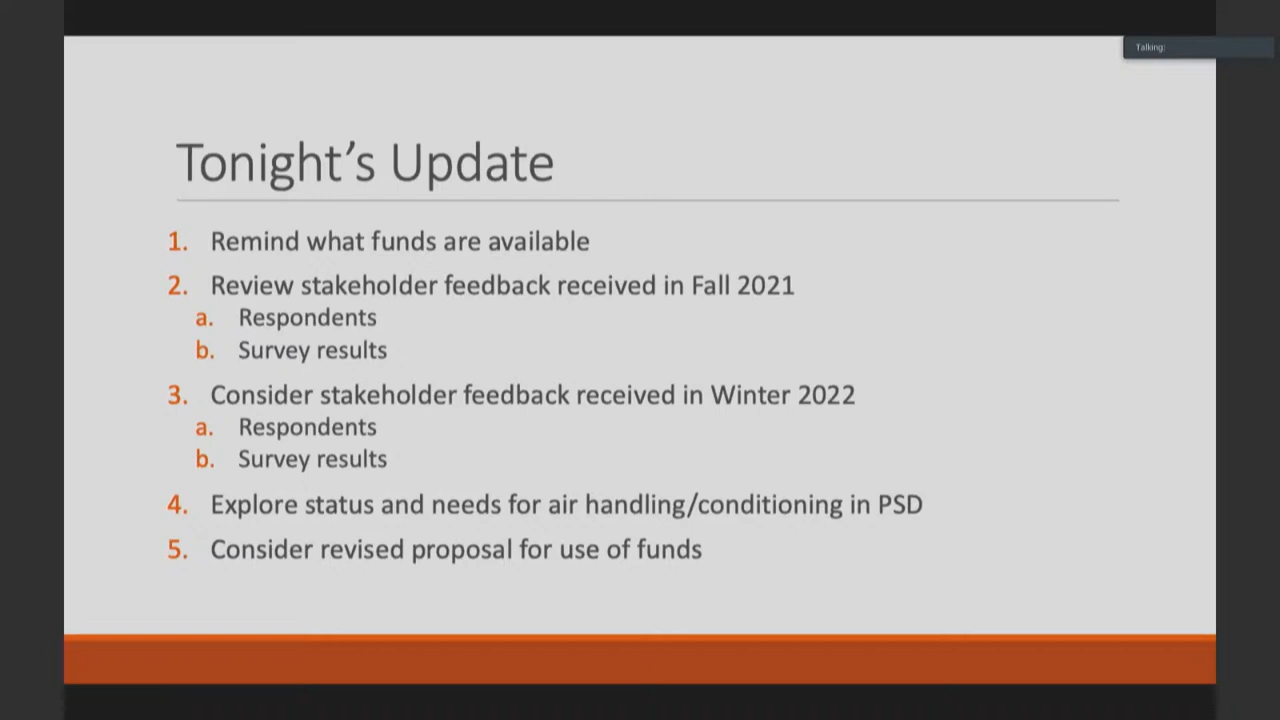 Talking:
Tonight's Update
1. Remind what funds are available
2. Review stakeholder feedback received in Fall 2021
a. Respondents
b. Survey results
3. Consider stakeholder feedback received in Winter 2022
a. Respondents
b. Survey results
4. Explore status and needs for air handling/conditioning in PSD
5. Consider revised proposal for use of funds